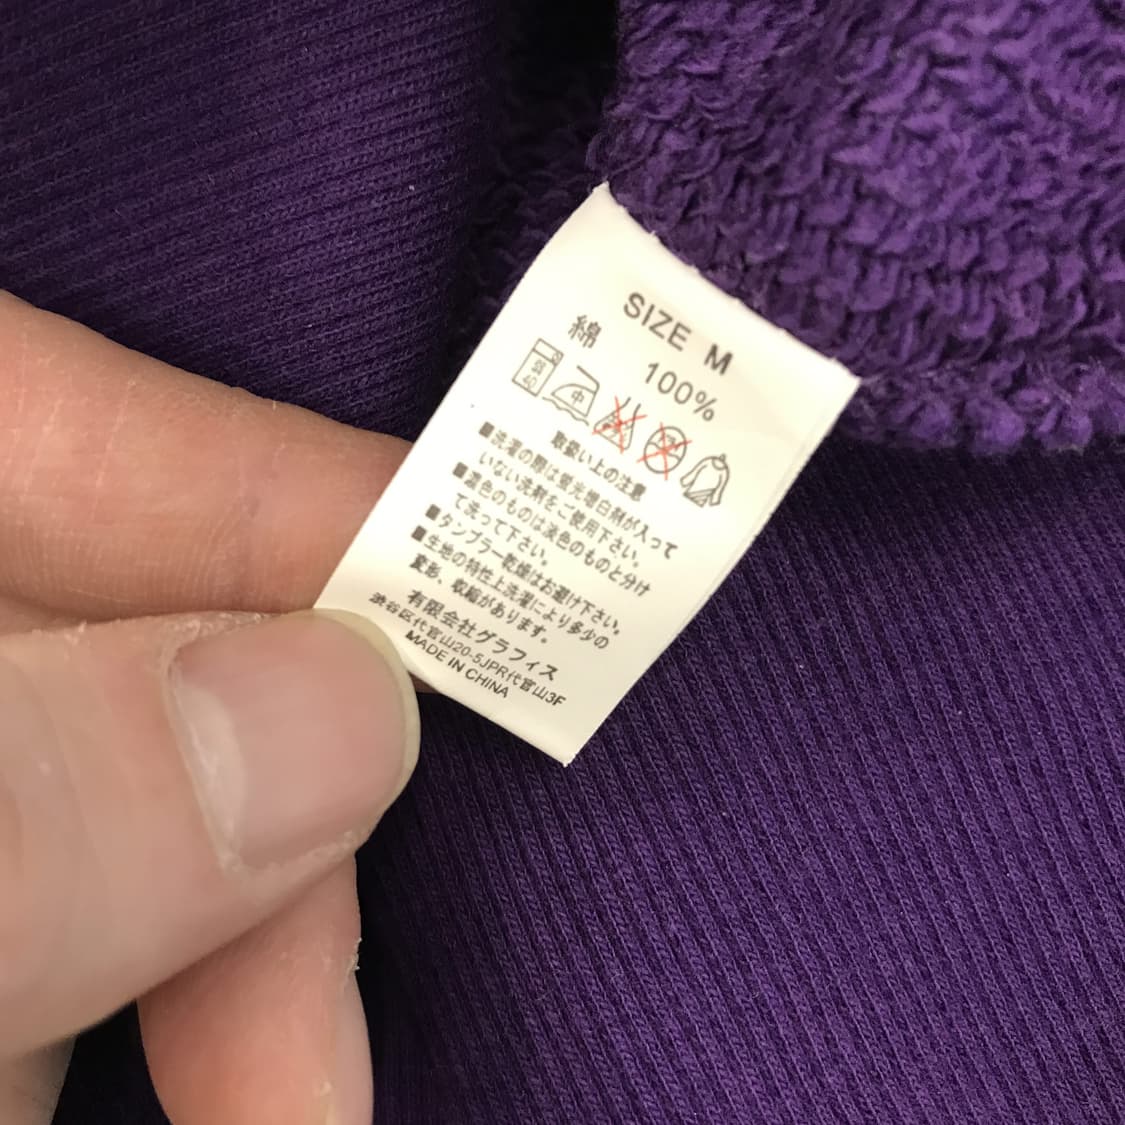 SIZE M
綿 100%
弱
40
中
取扱い上の注意
■洗濯の際は蛍光増白剤が入って
いない洗剤をご使用下さい。
■濃色のものは淡色のものと分け
て洗って下さい。
■タンブラー乾燥はお避け下さい。
■生地の特性上洗濯により多少の
変形、収縮があります。
有限会社グラフィス
渋谷区代官山20-5JPR代官山3F
MADE IN CHINA